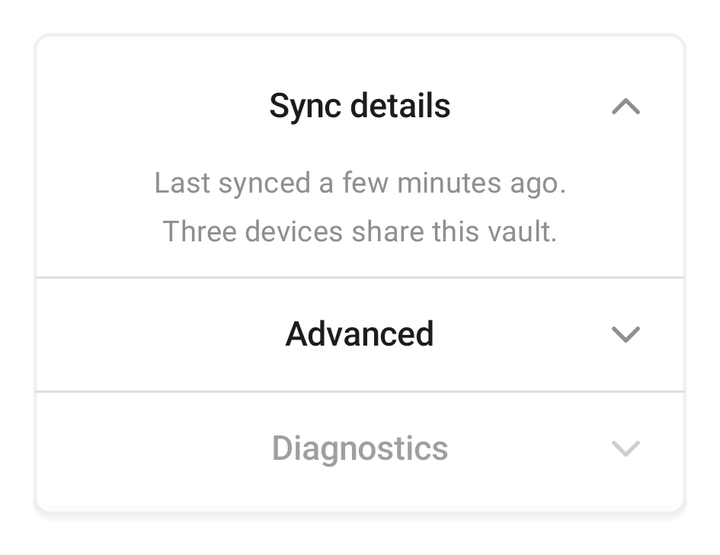 Sync details
Last synced a few minutes ago.
Three devices share this vault.
Advanced
Diagnostics